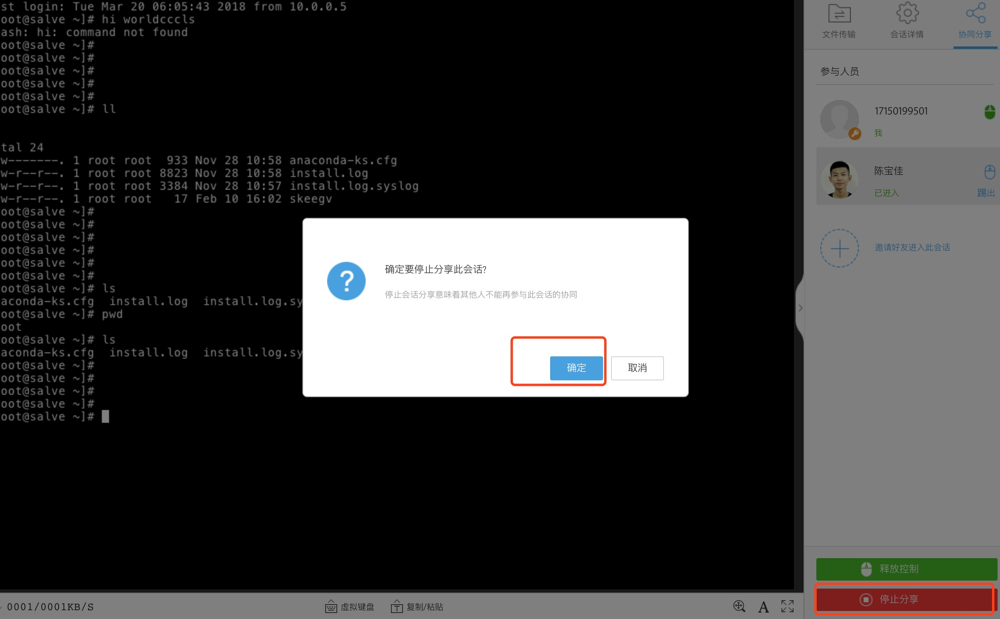 st login: Tue Mar 20 06:05:43 2018 from 10.0.0.5
oot@salve ~]# hi worldcccls
ash: hi: command not found
oot@salve ~]#
oot@salve ~]#
oot@salve ~]#
oot@salve ~]#
oot@salve ~]#
oot@salve ~]# ll
tal 24
w-------. 1 root root  933 Nov 28 10:58 anaconda-ks.cfg
w-r--r--. 1 root root 8823 Nov 28 10:58 install.log
w-r--r--. 1 root root 3384 Nov 28 10:57 install.log.syslog
w-r--r--. 1 root root   17 Feb 10 16:02 skeegv
oot@salve ~]#
oot@salve ~]#
oot@salve ~]#
oot@salve ~]#
oot@salve ~]#
oot@salve ~]#
oot@salve ~]# ls
aconda-ks.cfg  install.log  install.log.sy
oot@salve ~]# pwd
oot
oot@salve ~]# ls
aconda-ks.cfg  install.log  install.log.sy
oot@salve ~]#
oot@salve ~]#
oot@salve ~]#
oot@salve ~]#
oot@salve ~]#
确定要停止分享此会话?
停止会话分享意味着其他人不能再参与此会话的协同
确定 取消
文件传输 会话详情 协同分享
参与人员
17150199501
我
陈宝佳
已进入 踢出
邀请好友进入此会话
释放控制
停止分享
0001/0001KB/S 虚拟键盘 复制/粘贴 A